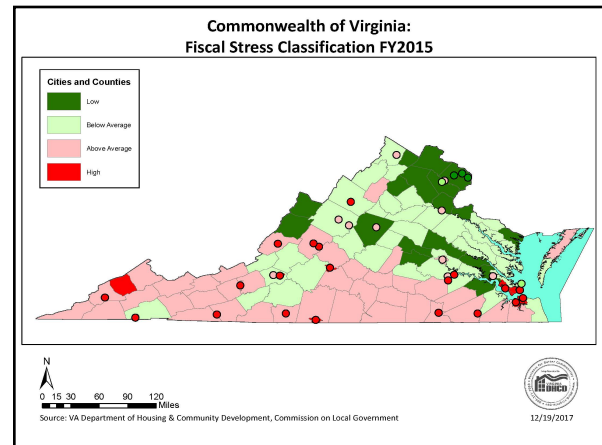 Commonwealth of Virginia:
Fiscal Stress Classification FY2015
Cities and Counties
Low
Below Average
Above Average
High
N
0 15 30 60 90 120
Miles
DHCD
Source: VA Department of Housing & Community Development, Commission on Local Government
12/19/2017